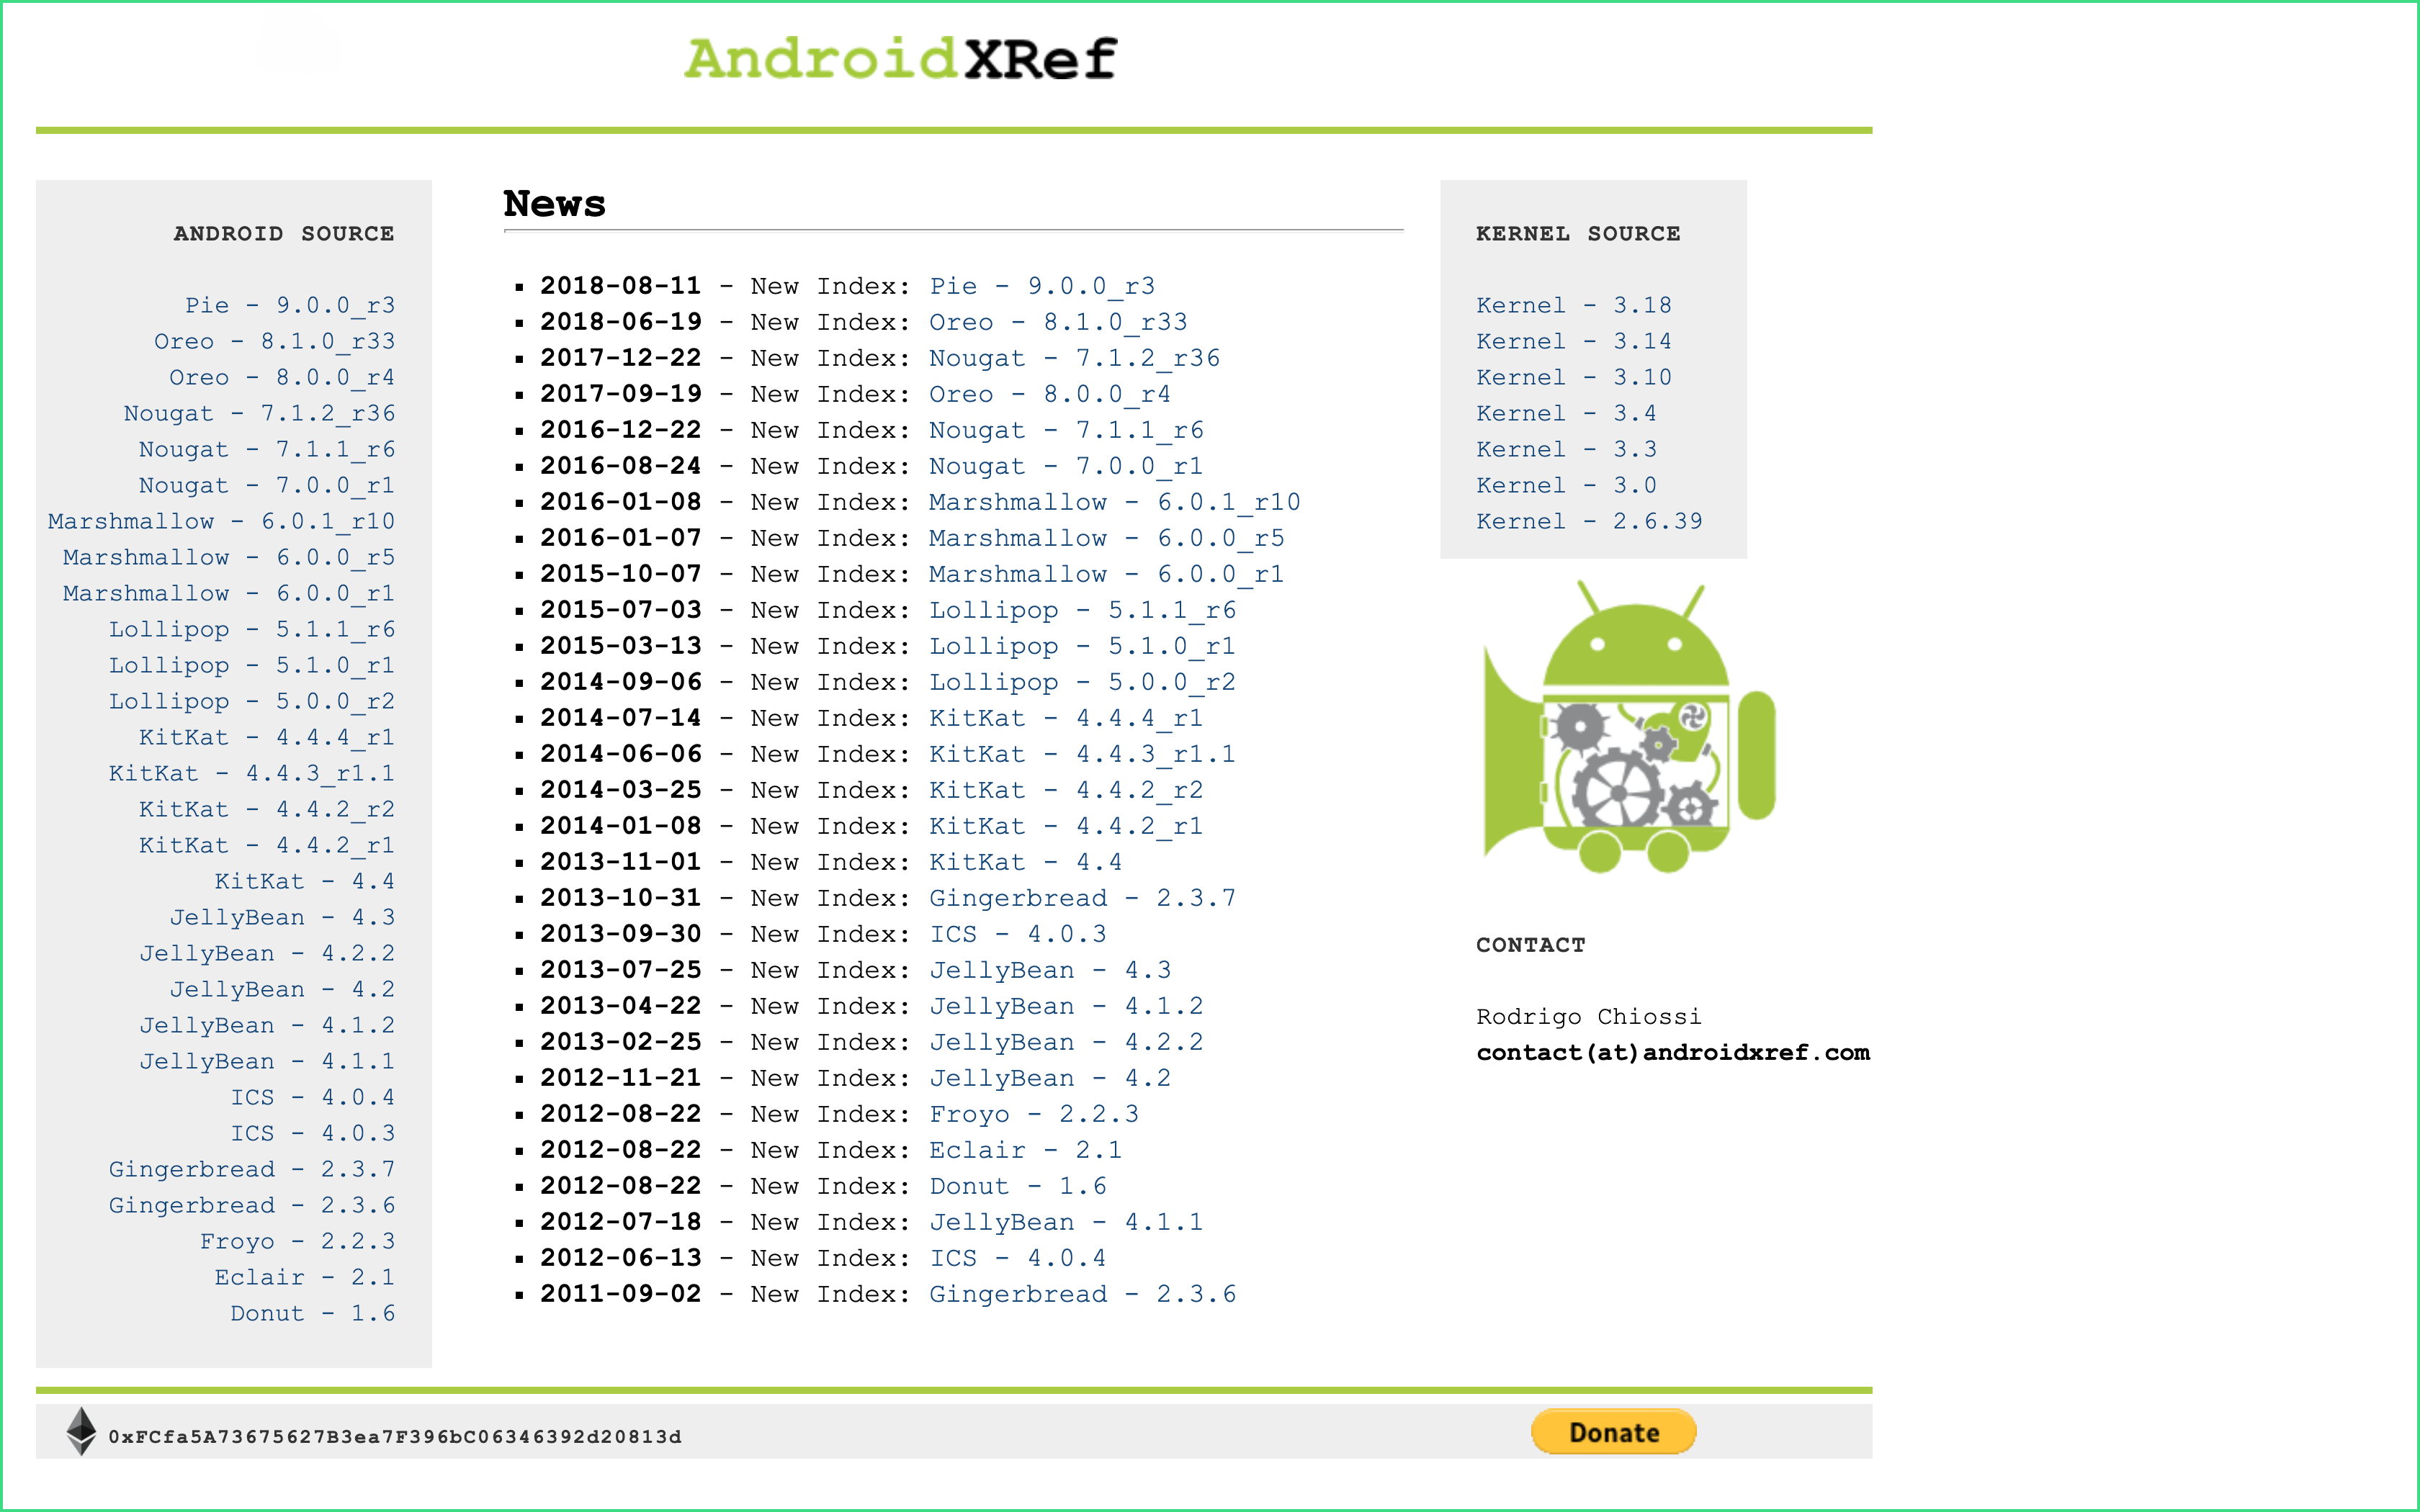 AndroidXRef
ANDROID SOURCE
Pie - 9.0.0_r3
Oreo - 8.1.0_r33
Oreo - 8.0.0_r4
Nougat - 7.1.2_r36
Nougat - 7.1.1_r6
Nougat - 7.0.0_r1
Marshmallow - 6.0.1_r10
Marshmallow - 6.0.0_r5
Marshmallow - 6.0.0_r1
Lollipop - 5.1.1_r6
Lollipop - 5.1.0_r1
Lollipop - 5.0.0_r2
KitKat - 4.4.4_r1
KitKat - 4.4.3_r1.1
KitKat - 4.4.2_r2
KitKat - 4.4.2_r1
KitKat - 4.4
JellyBean - 4.3
JellyBean - 4.2.2
JellyBean - 4.2
JellyBean - 4.1.2
JellyBean - 4.1.1
ICS - 4.0.4
ICS - 4.0.3
Gingerbread - 2.3.7
Gingerbread - 2.3.6
Froyo - 2.2.3
Eclair - 2.1
Donut - 1.6
News
▪ 2018-08-11 - New Index: Pie - 9.0.0_r3
▪ 2018-06-19 - New Index: Oreo - 8.1.0_r33
▪ 2017-12-22 - New Index: Nougat - 7.1.2_r36
▪ 2017-09-19 - New Index: Oreo - 8.0.0_r4
▪ 2016-12-22 - New Index: Nougat - 7.1.1_r6
▪ 2016-08-24 - New Index: Nougat - 7.0.0_r1
▪ 2016-01-08 - New Index: Marshmallow - 6.0.1_r10
▪ 2016-01-07 - New Index: Marshmallow - 6.0.0_r5
▪ 2015-10-07 - New Index: Marshmallow - 6.0.0_r1
▪ 2015-07-03 - New Index: Lollipop - 5.1.1_r6
▪ 2015-03-13 - New Index: Lollipop - 5.1.0_r1
▪ 2014-09-06 - New Index: Lollipop - 5.0.0_r2
▪ 2014-07-14 - New Index: KitKat - 4.4.4_r1
▪ 2014-06-06 - New Index: KitKat - 4.4.3_r1.1
▪ 2014-03-25 - New Index: KitKat - 4.4.2_r2
▪ 2014-01-08 - New Index: KitKat - 4.4.2_r1
▪ 2013-11-01 - New Index: KitKat - 4.4
▪ 2013-10-31 - New Index: Gingerbread - 2.3.7
▪ 2013-09-30 - New Index: ICS - 4.0.3
▪ 2013-07-25 - New Index: JellyBean - 4.3
▪ 2013-04-22 - New Index: JellyBean - 4.1.2
▪ 2013-02-25 - New Index: JellyBean - 4.2.2
▪ 2012-11-21 - New Index: JellyBean - 4.2
▪ 2012-08-22 - New Index: Froyo - 2.2.3
▪ 2012-08-22 - New Index: Eclair - 2.1
▪ 2012-08-22 - New Index: Donut - 1.6
▪ 2012-07-18 - New Index: JellyBean - 4.1.1
▪ 2012-06-13 - New Index: ICS - 4.0.4
▪ 2011-09-02 - New Index: Gingerbread - 2.3.6
KERNEL SOURCE
Kernel - 3.18
Kernel - 3.14
Kernel - 3.10
Kernel - 3.4
Kernel - 3.3
Kernel - 3.0
Kernel - 2.6.39
CONTACT
Rodrigo Chiossi
contact(at)androidxref.com
0xFCfa5A73675627B3ea7F396bC06346392d20813d
Donate